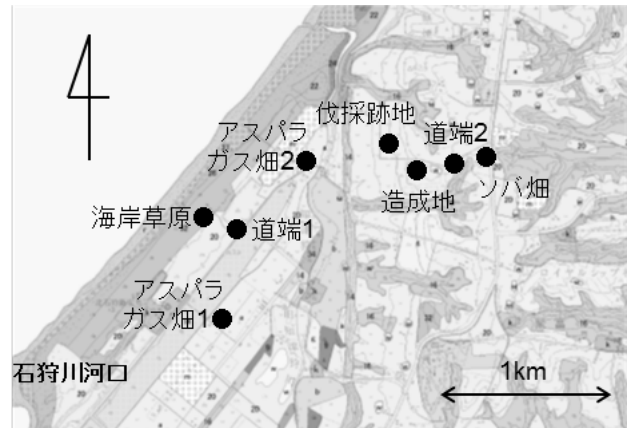 伐採跡地
アスパラ
ガス畑2
道端2
造成地
ソバ畑
海岸草原
道端1
アスパラ
ガス畑1
石狩川河口
1km